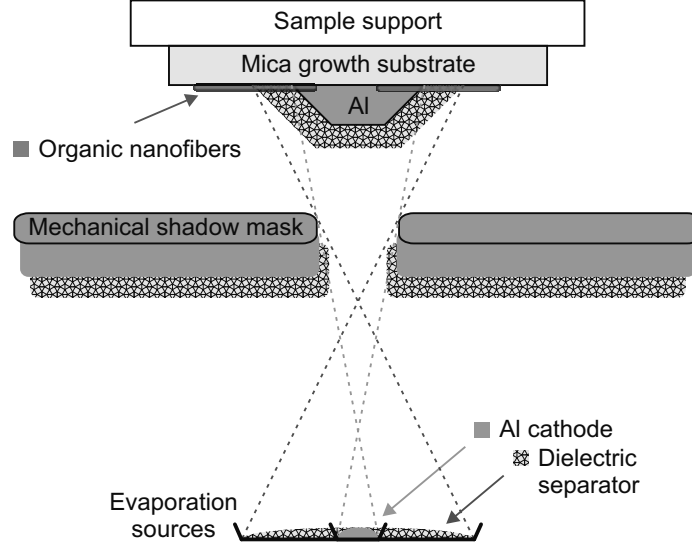 Sample support
Mica growth substrate
Al
Organic nanofibers
Mechanical shadow mask
Al cathode
Dielectric
separator
Evaporation
sources